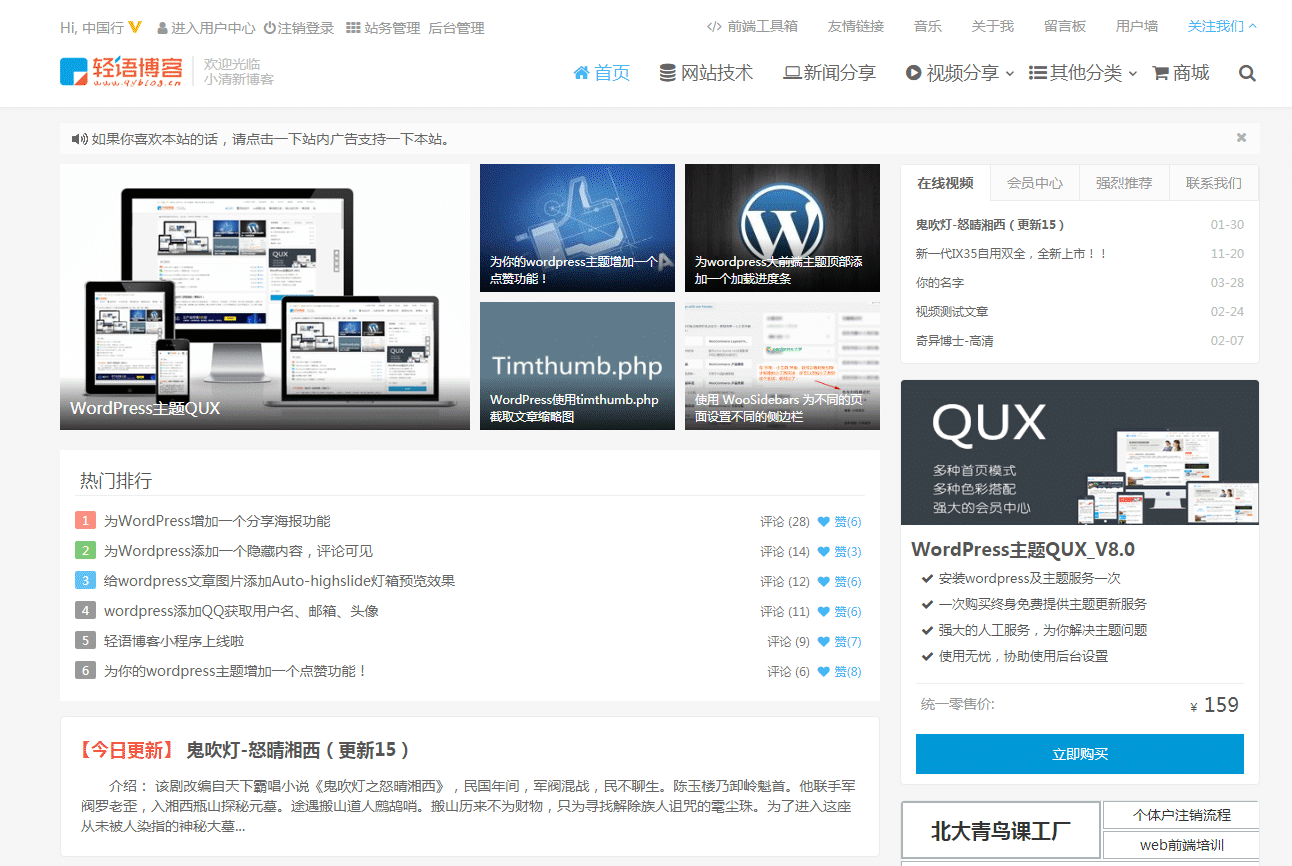 Hi, 中国行 进入用户中心 注销登录 站务管理 后台管理
</> 前端工具箱 友情链接 音乐 关于我 留言板 用户墙 关注我们
轻语博客
www.qyblog.cn
欢迎光临
小清新博客
首页 网站技术 新闻分享 视频分享 其他分类 商城
如果你喜欢本站的话，请点击一下站内广告支持一下本站。
WordPress主题QUX
为你的wordpress主题增加一个
点赞功能！
为wordpress大前端主题顶部添
加一个加载进度条
Timthumb.php
WordPress使用timthumb.php
截取文章缩略图
使用 WooSidebars 为不同的页
面设置不同的侧边栏
在线视频 会员中心 强烈推荐 联系我们
鬼吹灯-怒晴湘西（更新15） 01-30
新一代IX35自用双全，全新上市！！ 11-20
你的名字 03-28
视频测试文章 02-24
奇异博士-高清 02-07
QUX
多种首页模式
多种色彩搭配
强大的会员中心
WordPress主题QUX_V8.0
安装wordpress及主题服务一次
一次购买终身免费提供主题更新服务
强大的人工服务，为你解决主题问题
使用无忧，协助使用后台设置
统一零售价: ¥ 159
立即购买
热门排行
1 为WordPress增加一个分享海报功能 评论 (28) 赞(6)
2 为Wordpress添加一个隐藏内容，评论可见 评论 (14) 赞(3)
3 给wordpress文章图片添加Auto-highslide灯箱预览效果 评论 (12) 赞(6)
4 wordpress添加QQ获取用户名、邮箱、头像 评论 (11) 赞(6)
5 轻语博客小程序上线啦 评论 (9) 赞(7)
6 为你的wordpress主题增加一个点赞功能！ 评论 (6) 赞(8)
【今日更新】 鬼吹灯-怒晴湘西（更新15）
介绍： 该剧改编自天下霸唱小说《鬼吹灯之怒晴湘西》，民国年间，军阀混战，民不聊生。陈玉楼乃卸岭魁首。他联手军
阀罗老歪，入湘西瓶山探秘元墓。途遇搬山道人鹧鸪哨。搬山历来不为财物，只为寻找解除族人诅咒的雮尘珠。为了进入这座
从未被人染指的神秘大墓...
北大青鸟课工厂
个体户注销流程
web前端培训